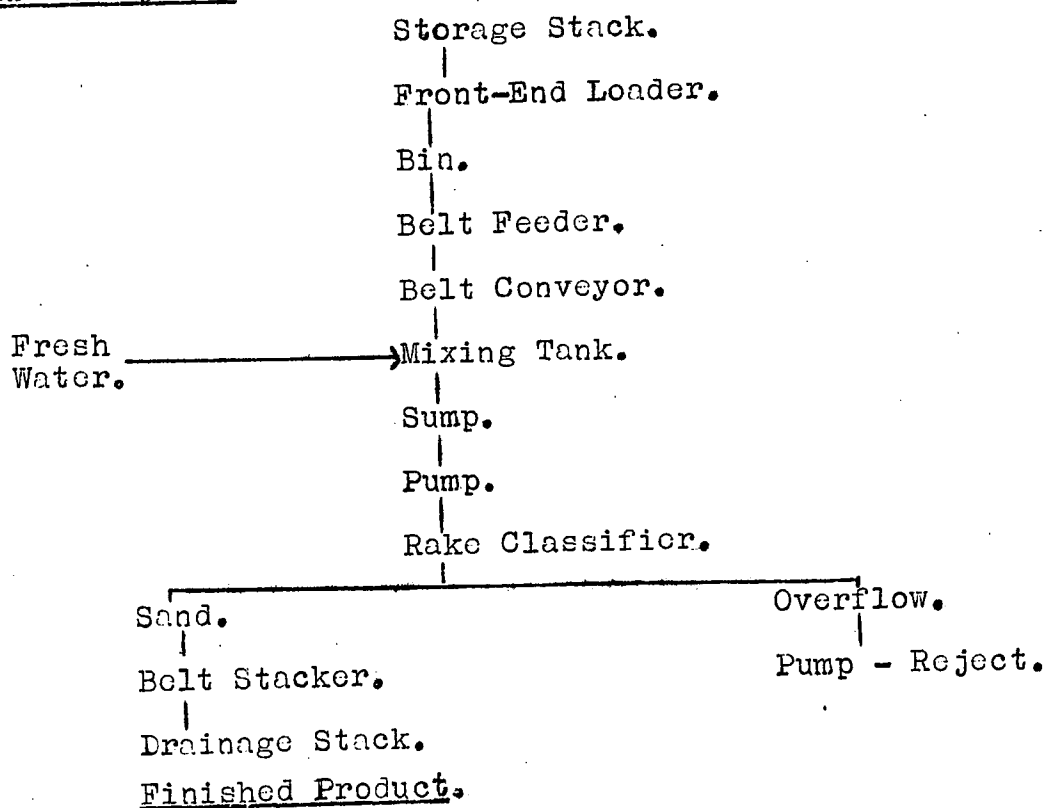 Storage Stack.
Front-End Loader.
Bin.
Belt Feeder.
Belt Conveyor.
Fresh
Water.
Mixing Tank.
Sump.
Pump.
Rake Classifier.
Sand.
Overflow.
Belt Stacker.
Pump - Reject.
Drainage Stack.
Finished Product.